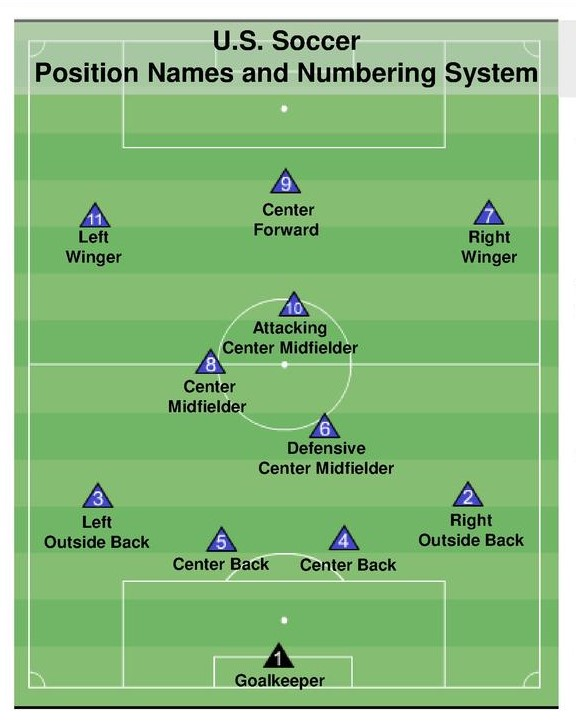 U.S. Soccer
Position Names and Numbering System
9
Center
Forward
11
Left
Winger
7
Right
Winger
10
Attacking
Center Midfielder
8
Center
Midfielder
6
Defensive
Center Midfielder
3
Left
Outside Back
2
Right
Outside Back
5
Center Back
4
Center Back
1
Goalkeeper